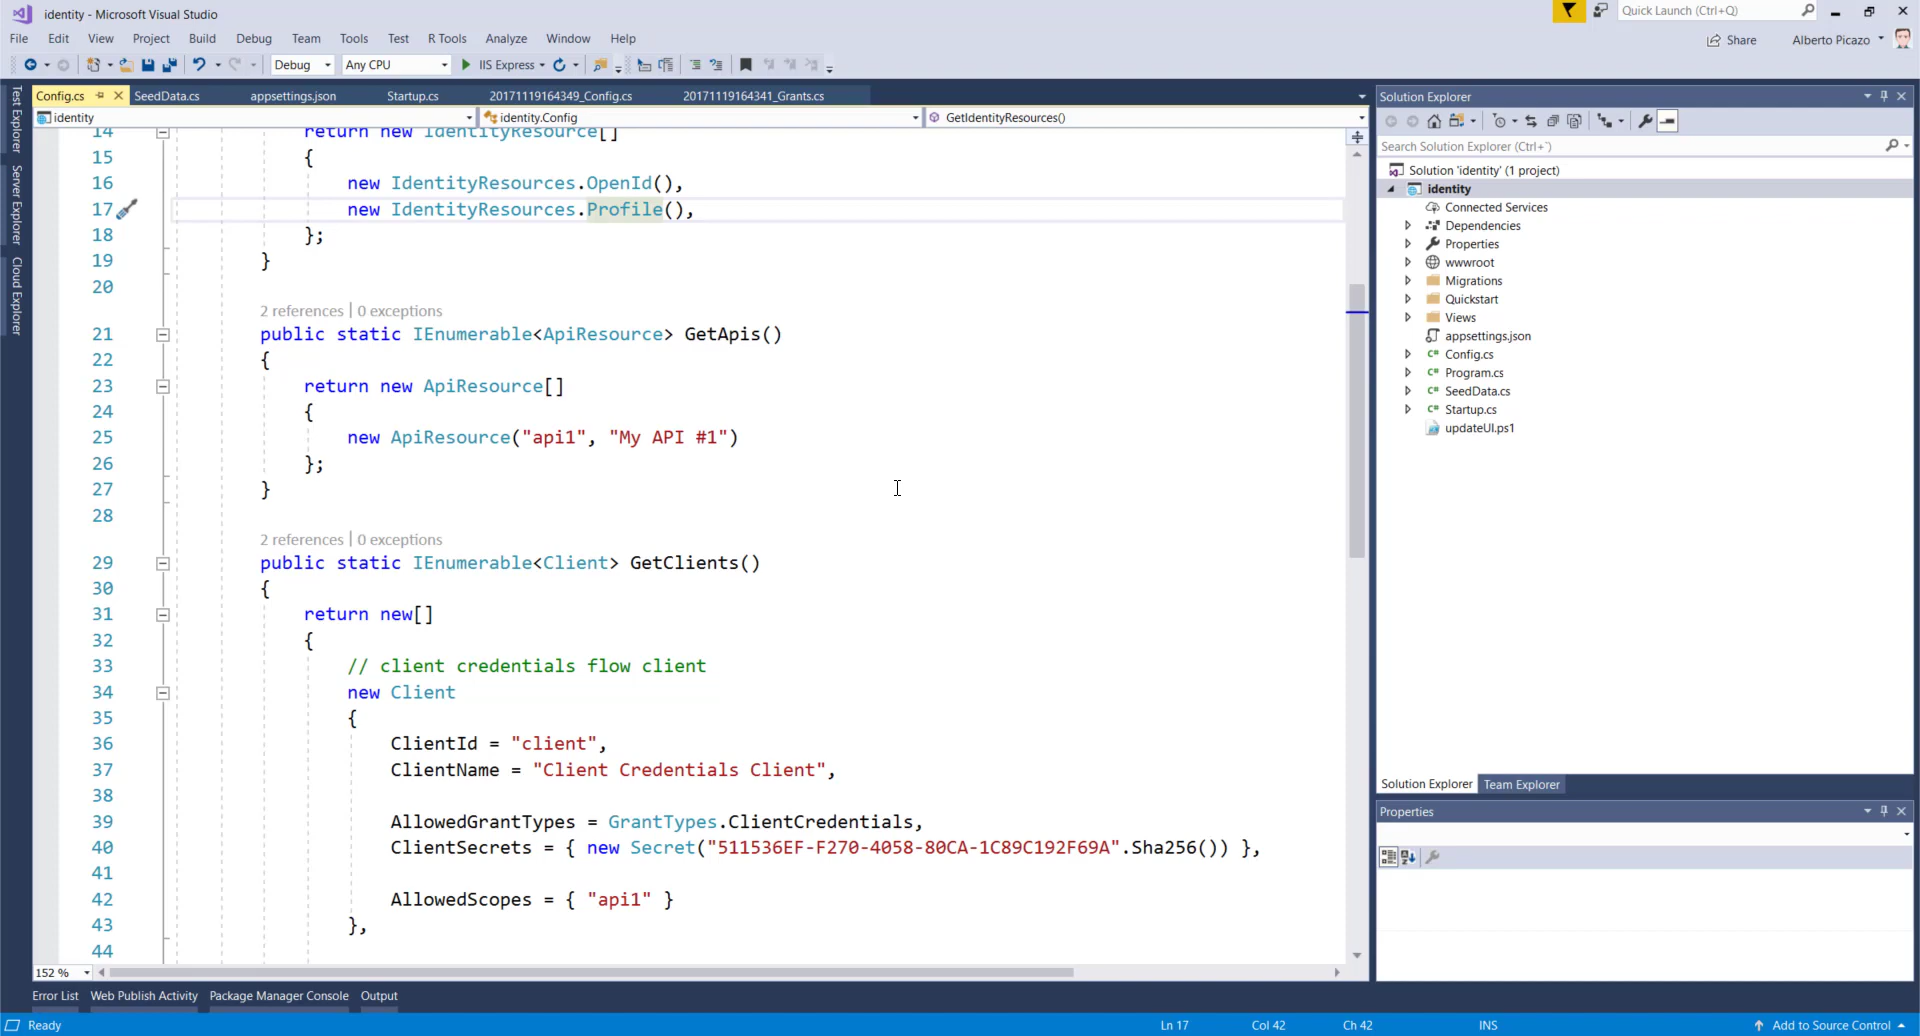 identity - Microsoft Visual Studio
Quick Launch (Ctrl+Q)
File Edit View Project Build Debug Team Tools Test R Tools Analyze Window Help
Share Alberto Picazo
Debug Any CPU IIS Express
Test Explorer
Server Explorer
Cloud Explorer
Config.cs SeedData.cs appsettings.json Startup.cs 20171119164349_Config.cs 20171119164341_Grants.cs
identity identity.Config GetIdentityResources()
14 return new IdentityResource[]
15 {
16 new IdentityResources.OpenId(),
17 new IdentityResources.Profile(),
18 };
19 }
20
2 references | 0 exceptions
21 public static IEnumerable<ApiResource> GetApis()
22 {
23 return new ApiResource[]
24 {
25 new ApiResource("api1", "My API #1")
26 };
27 }
28
2 references | 0 exceptions
29 public static IEnumerable<Client> GetClients()
30 {
31 return new[]
32 {
33 // client credentials flow client
34 new Client
35 {
36 ClientId = "client",
37 ClientName = "Client Credentials Client",
38
39 AllowedGrantTypes = GrantTypes.ClientCredentials,
40 ClientSecrets = { new Secret("511536EF-F270-4058-80CA-1C89C192F69A".Sha256()) },
41
42 AllowedScopes = { "api1" }
43 },
44
152 %
Solution Explorer
Search Solution Explorer (Ctrl+`)
Solution 'identity' (1 project)
identity
Connected Services
Dependencies
Properties
wwwroot
Migrations
Quickstart
Views
appsettings.json
C# Config.cs
C# Program.cs
C# SeedData.cs
C# Startup.cs
updateUI.ps1
Solution Explorer Team Explorer
Properties
Error List Web Publish Activity Package Manager Console Output
Ready Ln 17 Col 42 Ch 42 INS Add to Source Control